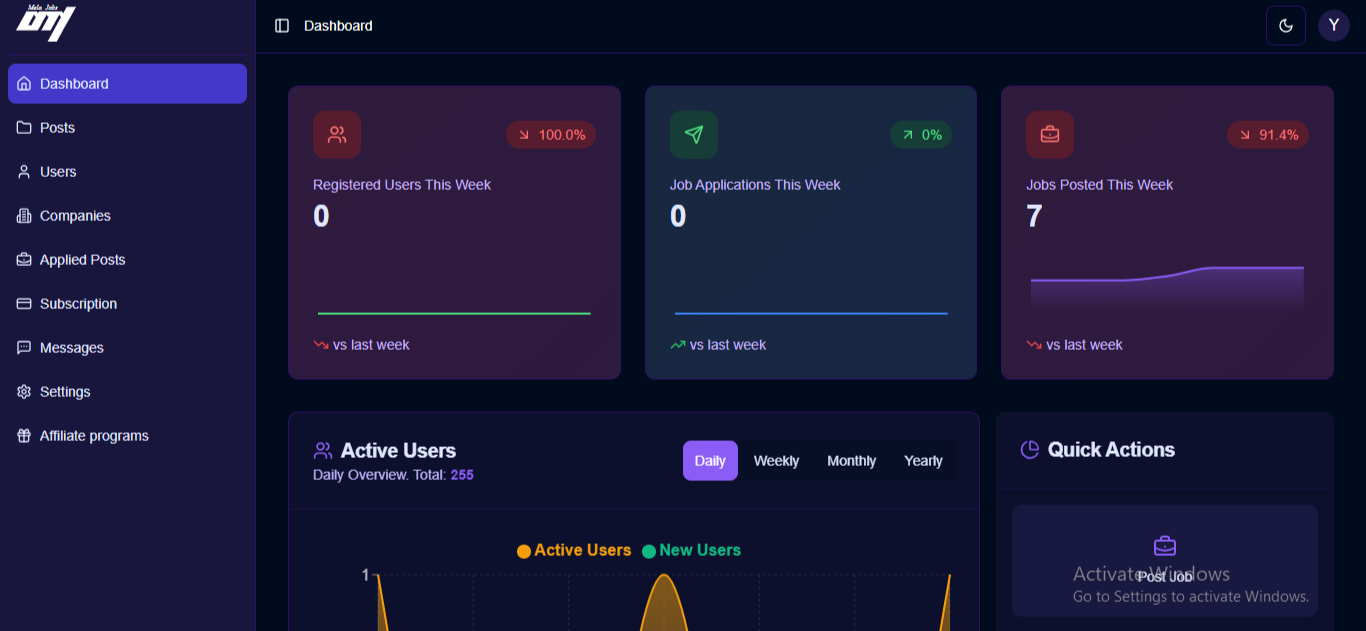 Mela Jobs
Dashboard
Y
Dashboard
Posts
Users
Companies
Applied Posts
Subscription
Messages
Settings
Affiliate programs
100.0%
Registered Users This Week
0
vs last week
0%
Job Applications This Week
0
vs last week
91.4%
Jobs Posted This Week
7
vs last week
Active Users
Daily Overview. Total: 255
Daily Weekly Monthly Yearly
Active Users New Users
1
Quick Actions
Post Job
Activate Windows
Go to Settings to activate Windows.